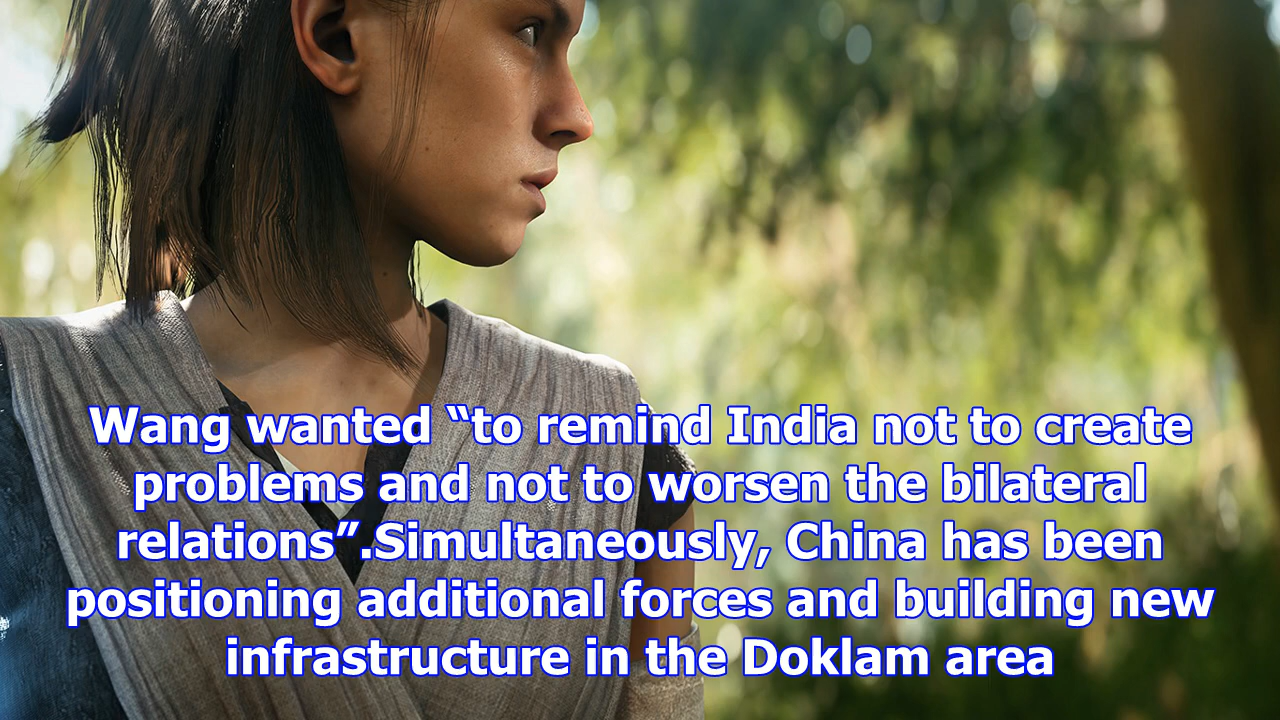 Wang wanted “to remind India not to create
problems and not to worsen the bilateral
relations”.Simultaneously, China has been
positioning additional forces and building new
infrastructure in the Doklam area